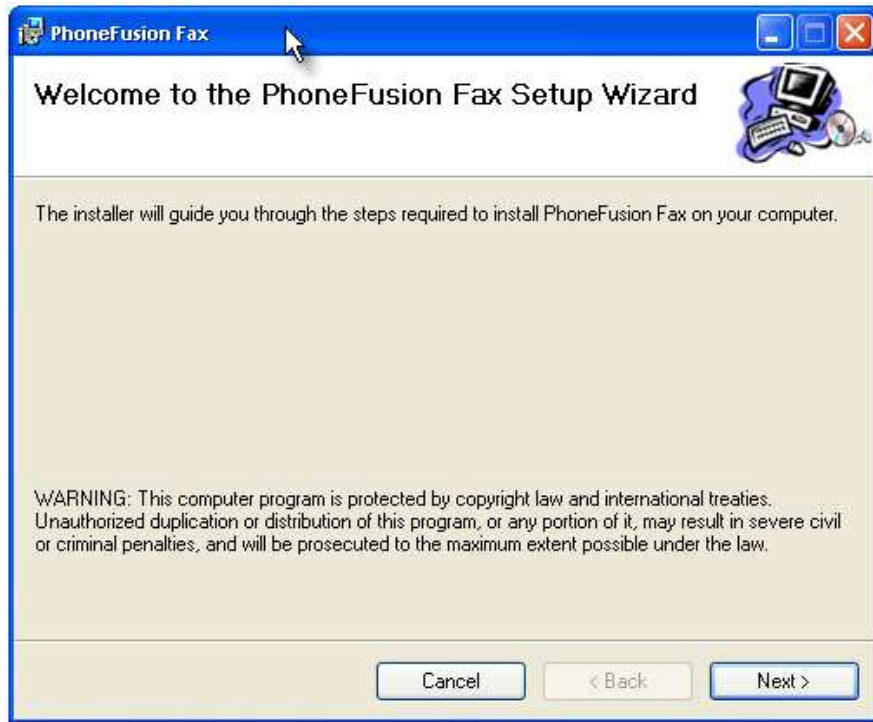 PhoneFusion Fax
Welcome to the PhoneFusion Fax Setup Wizard
The installer will guide you through the steps required to install PhoneFusion Fax on your computer.
WARNING: This computer program is protected by copyright law and international treaties.
Unauthorized duplication or distribution of this program, or any portion of it, may result in severe civil
or criminal penalties, and will be prosecuted to the maximum extent possible under the law.
Cancel
< Back
Next >